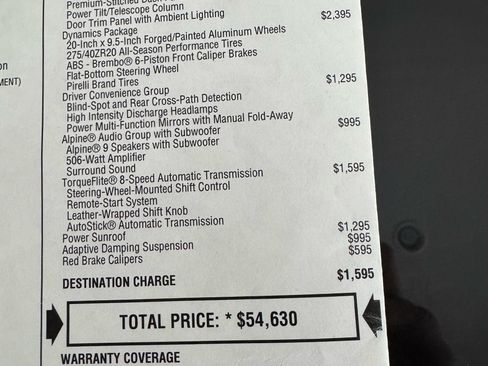 Premium-Stitched Dash
Power Tilt/Telescope Column
Door Trim Panel with Ambient Lighting
Dynamics Package $2,395
20-Inch x 9.5-Inch Forged/Painted Aluminum Wheels
275/40ZR20 All-Season Performance Tires
ABS - Brembo® 6-Piston Front Caliper Brakes
Flat-Bottom Steering Wheel
Pirelli Brand Tires
Driver Convenience Group $1,295
Blind-Spot and Rear Cross-Path Detection
High Intensity Discharge Headlamps
Power Multi-Function Mirrors with Manual Fold-Away
Alpine® Audio Group with Subwoofer $995
Alpine® 9 Speakers with Subwoofer
506-Watt Amplifier
Surround Sound
TorqueFlite® 8-Speed Automatic Transmission $1,595
Steering-Wheel-Mounted Shift Control
Remote-Start System
Leather-Wrapped Shift Knob
AutoStick® Automatic Transmission
Power Sunroof $1,295
Adaptive Damping Suspension $995
Red Brake Calipers $595
DESTINATION CHARGE $1,595
TOTAL PRICE: * $54,630
WARRANTY COVERAGE